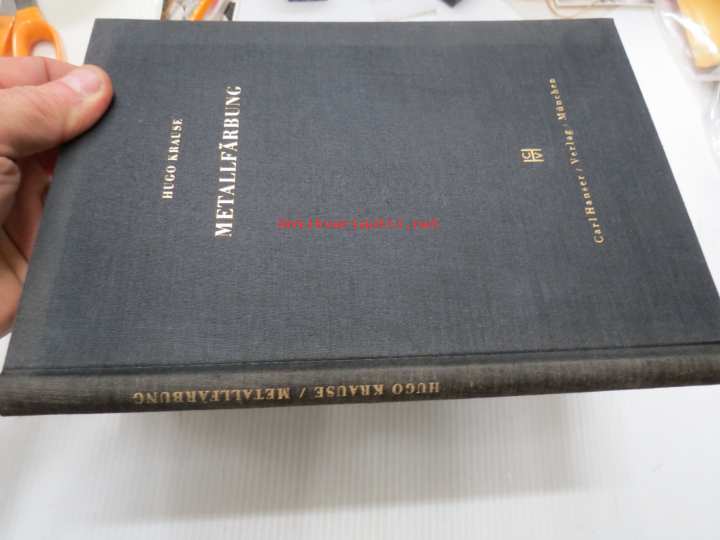 HUGO KRAUSE
METALLFÄRBUNG
Carl Hanser / Verlag / München
HUGO KRAUSE / METALLFÄRBUNG